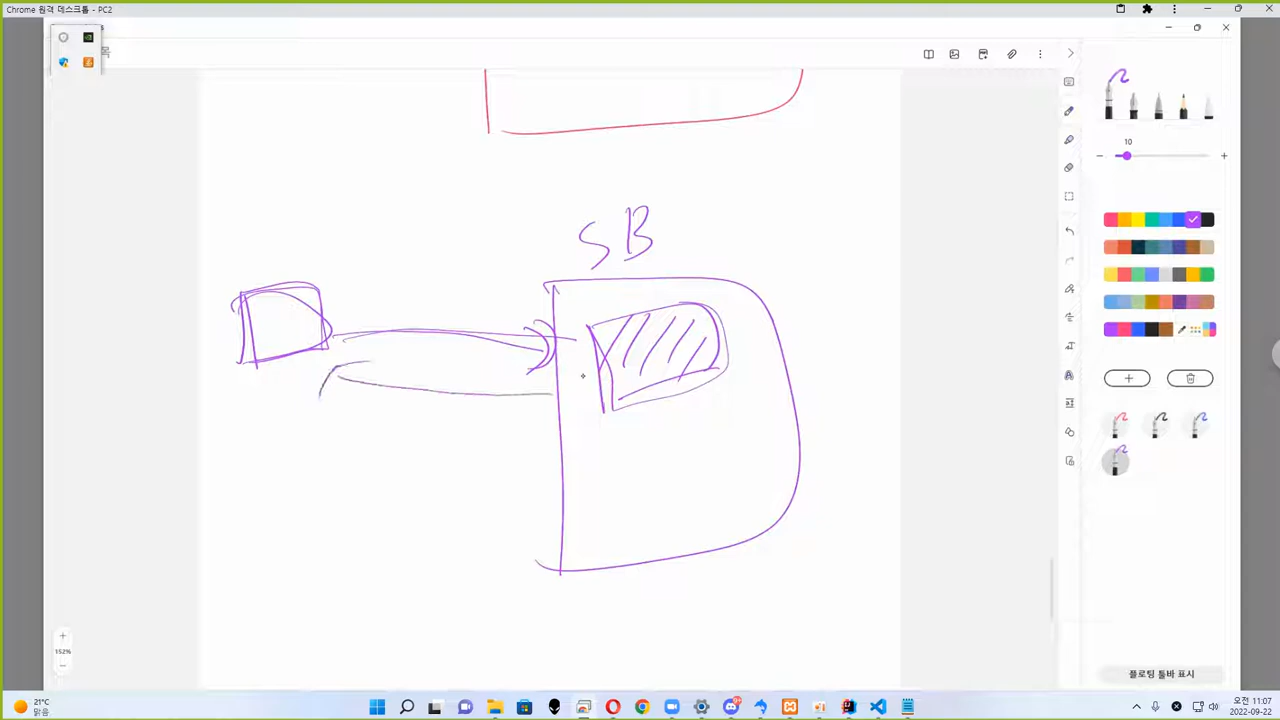 Chrome 원격 데스크톱 - PC2
10
SB
152%
플로팅 툴바 표시
21°C
맑음
오전 11:07
2022-09-22